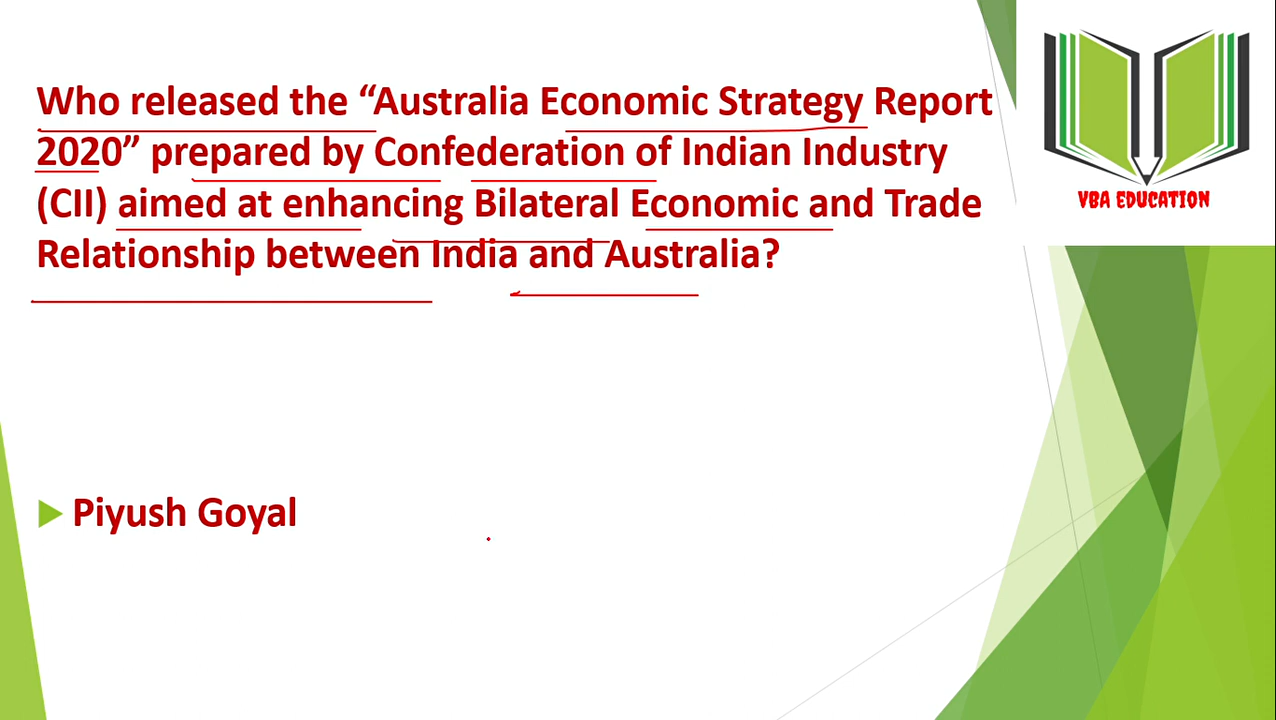 Who released the “Australia Economic Strategy Report
2020” prepared by Confederation of Indian Industry
(CII) aimed at enhancing Bilateral Economic and Trade
Relationship between India and Australia?
VBA EDUCATION
Piyush Goyal